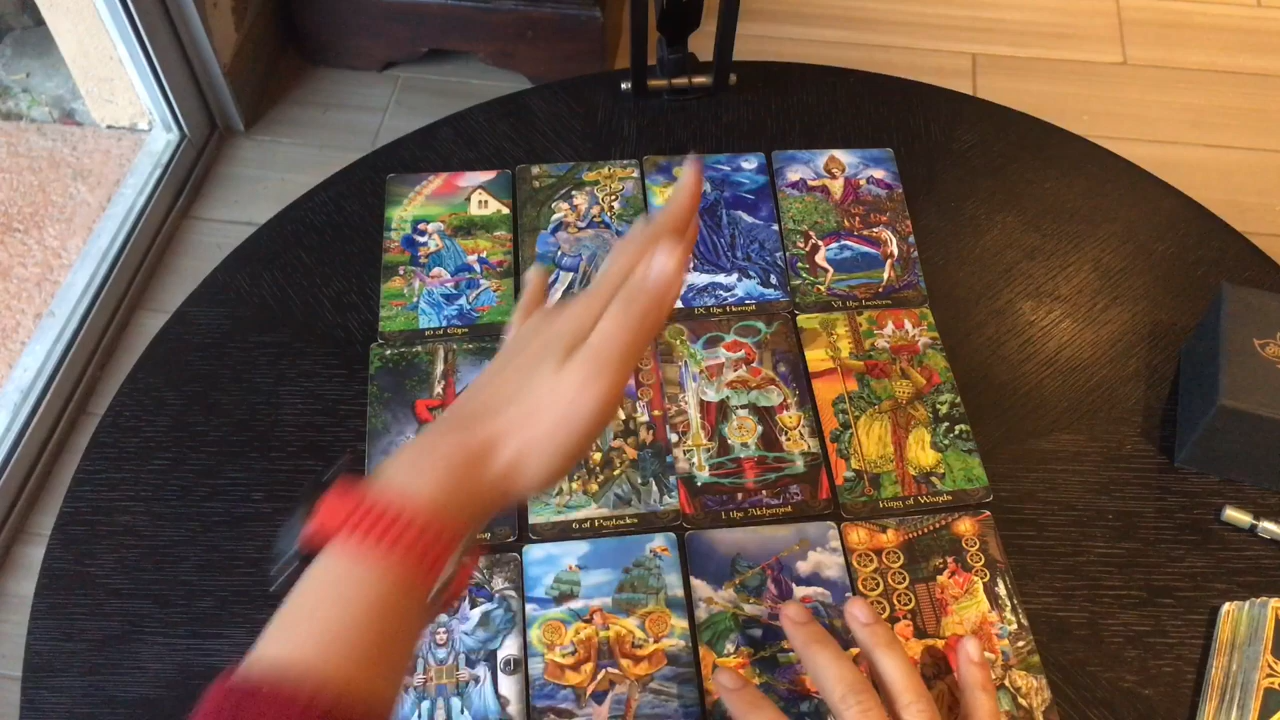 10 of Cups
IX. the Hermit
VI. the Lovers
6 of Pentacles
I. the Alchemist
King of Wands